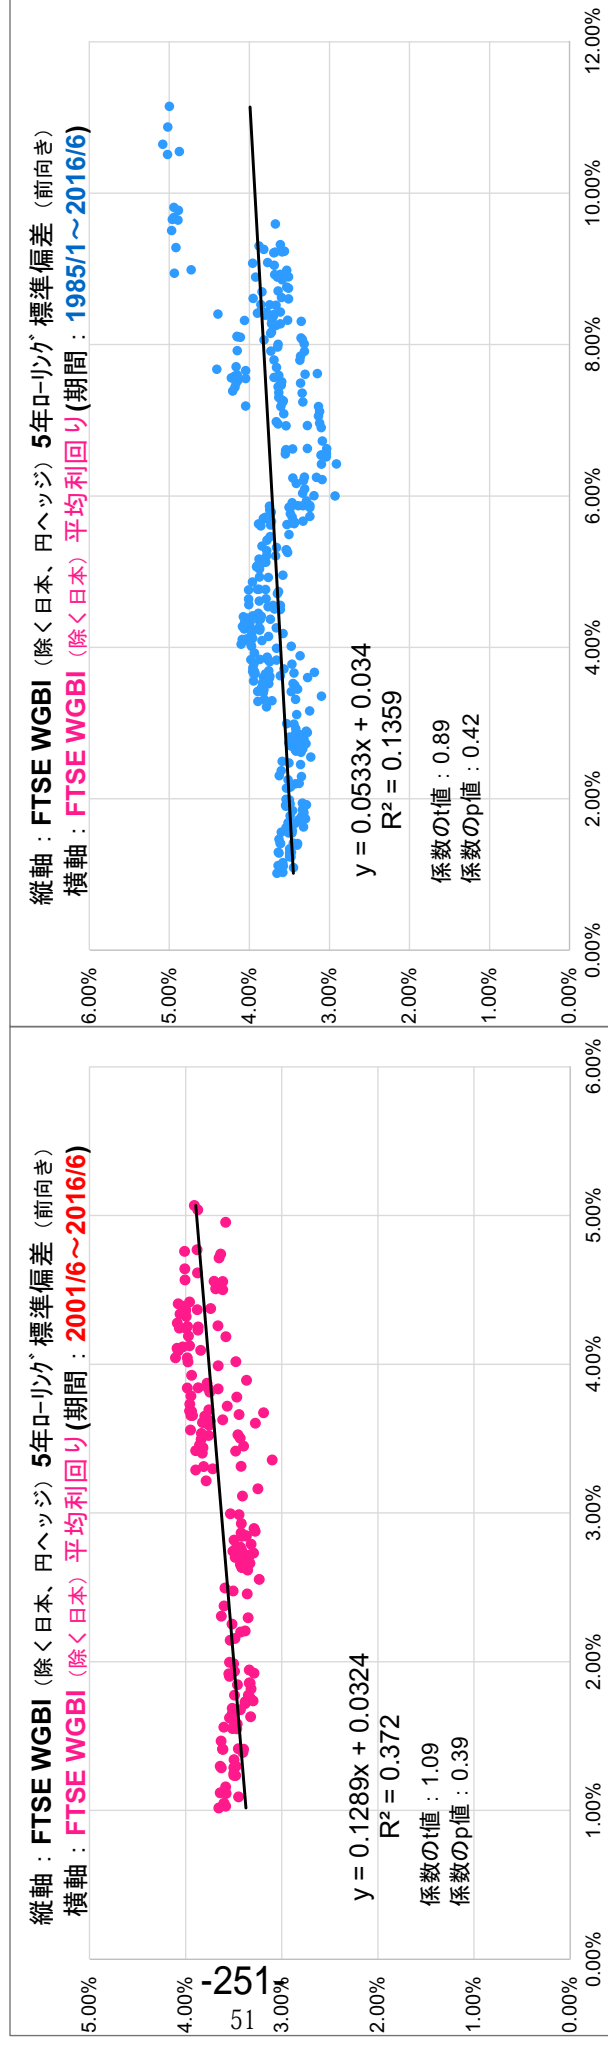 縦軸：FTSE WGBI（除く日本、円ヘッジ）5年ﾛｰﾘﾝｸﾞ標準偏差（前向き）
横軸：FTSE WGBI（除く日本）平均利回り(期間：2001/6～2016/6)
5.00%
4.00%
3.00%
2.00%
1.00%
0.00%
y = 0.1289x + 0.0324
R² = 0.372
係数のt値：1.09
係数のp値：0.39
0.00%
1.00%
2.00%
3.00%
4.00%
5.00%
6.00%
縦軸：FTSE WGBI（除く日本、円ヘッジ）5年ﾛｰﾘﾝｸﾞ標準偏差（前向き）
横軸：FTSE WGBI（除く日本）平均利回り(期間：1985/1～2016/6)
6.00%
5.00%
4.00%
3.00%
2.00%
1.00%
0.00%
y = 0.0533x + 0.034
R² = 0.1359
係数のt値：0.89
係数のp値：0.42
0.00%
2.00%
4.00%
6.00%
8.00%
10.00%
12.00%
-251-
51